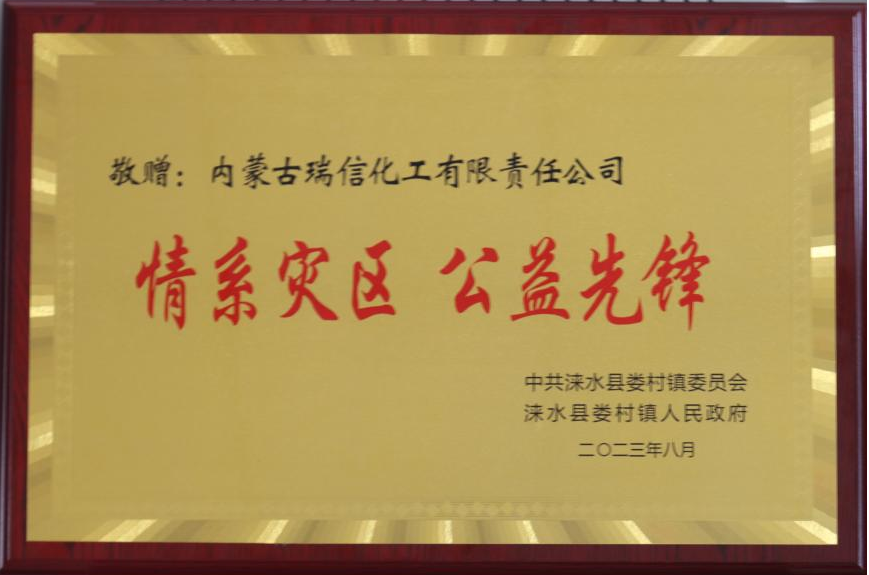 敬赠：内蒙古瑞信化工有限责任公司
情系灾区 公益先锋
中共涞水县娄村镇委员会
涞水县娄村镇人民政府
二〇二三年八月